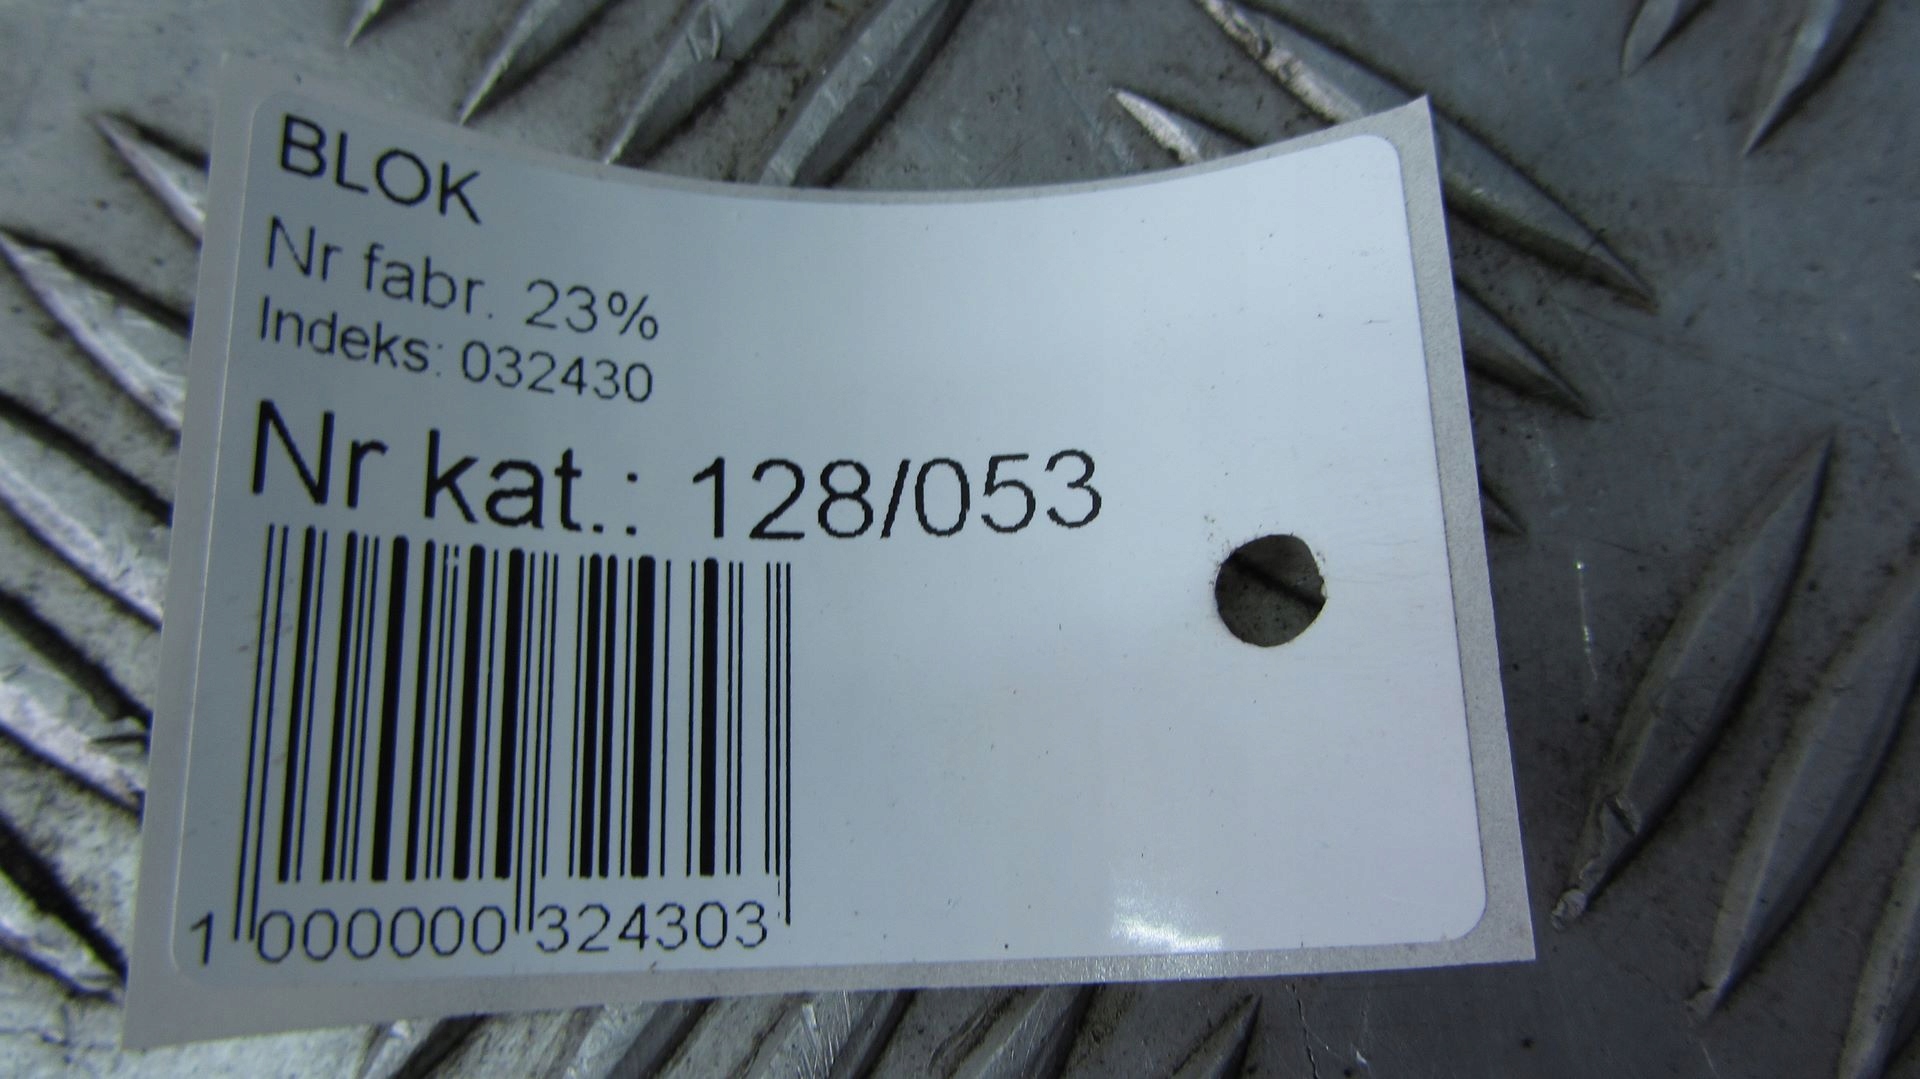 BLOK
Nr fabr. 23%
Indeks: 032430
Nr kat.: 128/053
1 000000 324303